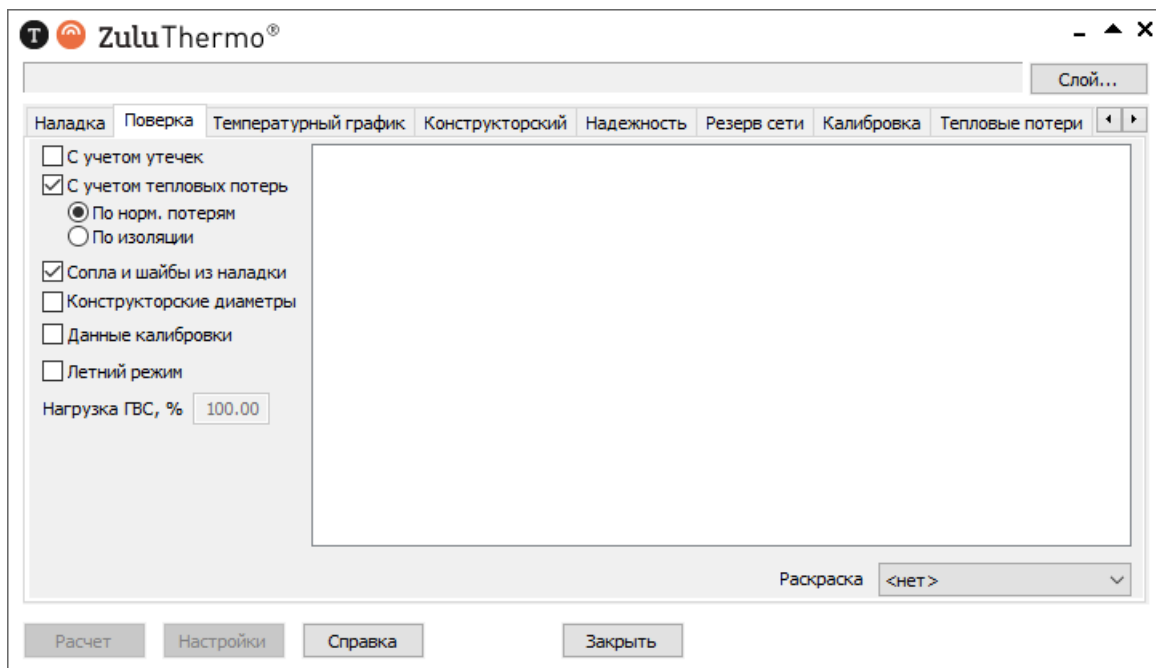 T ZuluThermo®
Слой...
Наладка Поверка Температурный график Конструкторский Надежность Резерв сети Калибровка Тепловые потери
С учетом утечек
С учетом тепловых потерь
По норм. потерям
По изоляции
Сопла и шайбы из наладки
Конструкторские диаметры
Данные калибровки
Летний режим
Нагрузка ГВС, % 100.00
Раскраска <нет>
Расчет Настройки Справка Закрыть